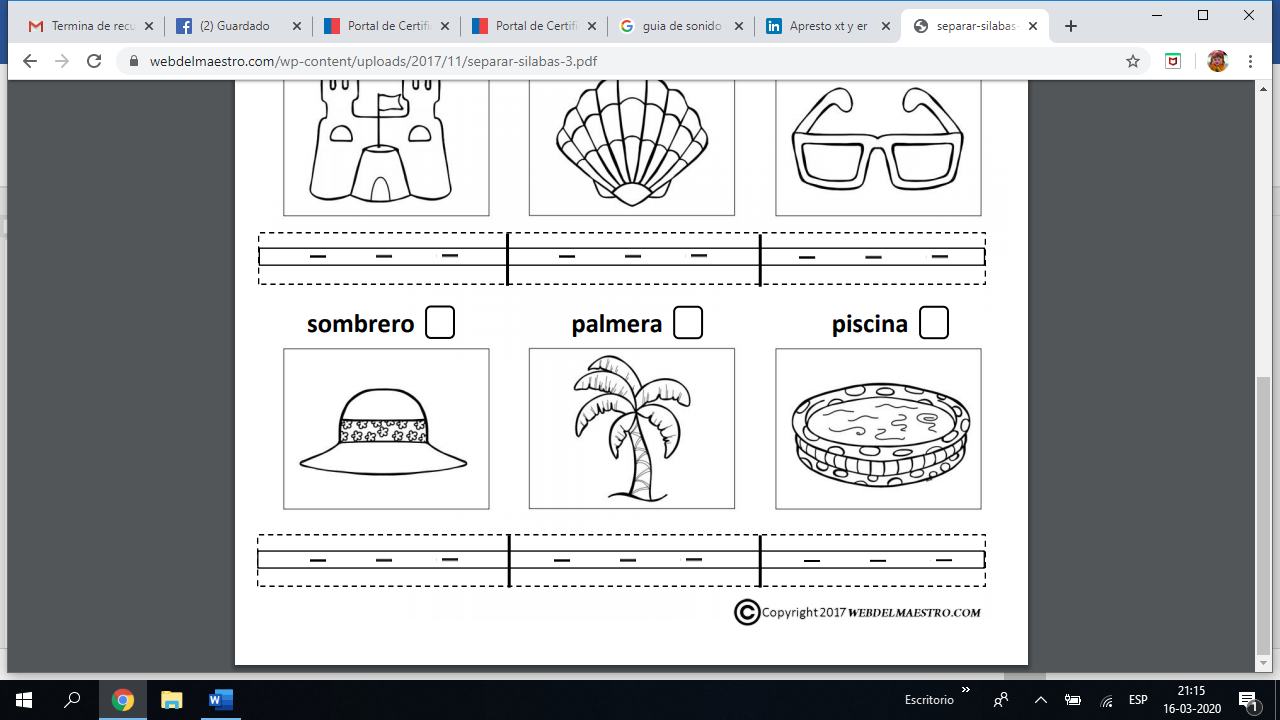 Termina de recu
(2) Guardado
Portal de Certifi
Portal de Certifi
guia de sonido
Apresto xt y er
separar-silabas-
webdelmaestro.com/wp-content/uploads/2017/11/separar-silabas-3.pdf
sombrero palmera piscina
© Copyright 2017 WEBDELMAESTRO.COM
Escritorio
ESP
21:15
16-03-2020
1